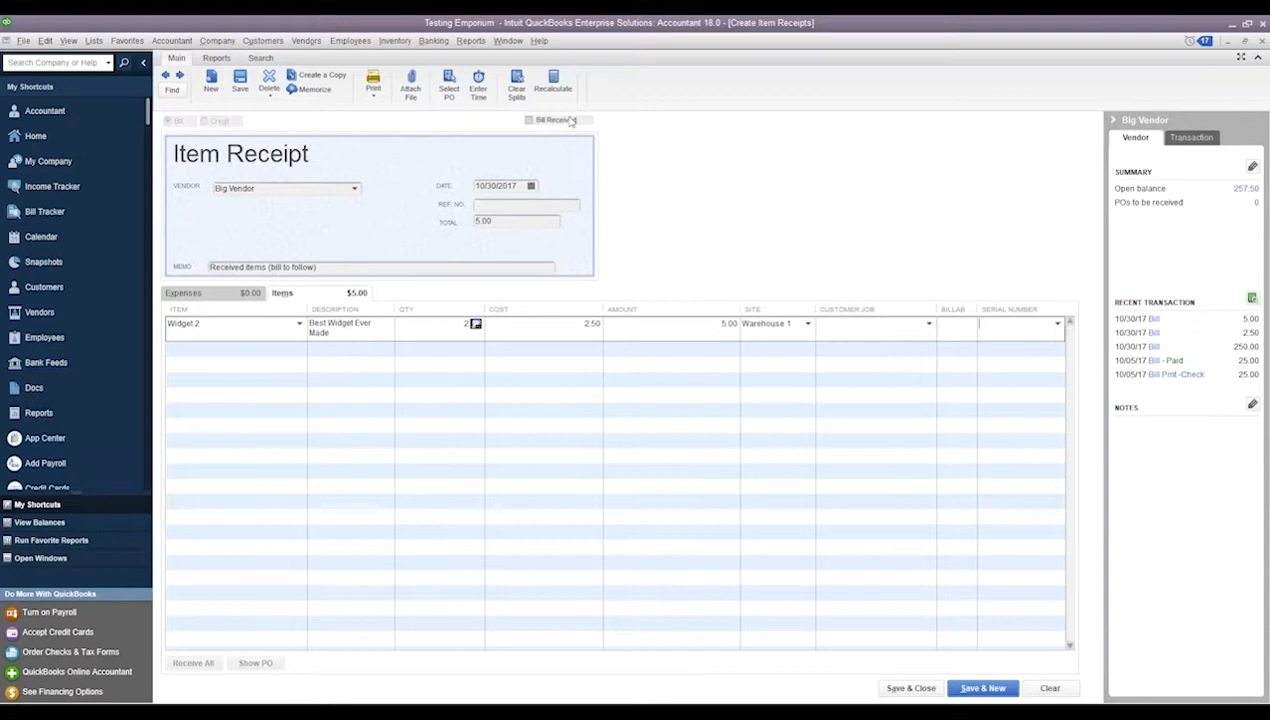 Testing Emporium - Intuit QuickBooks Enterprise Solutions: Accountant 18.0 - [Create Item Receipts]
File Edit View Lists Favorites Accountant Company Customers Vendors Employees Inventory Banking Reports Window Help
17
Search Company or Help
My Shortcuts
Accountant
Home
My Company
Income Tracker
Bill Tracker
Calendar
Snapshots
Customers
Vendors
Employees
Bank Feeds
Docs
Reports
App Center
Add Payroll
Credit Cards
My Shortcuts
View Balances
Run Favorite Reports
Open Windows
Do More With QuickBooks
Turn on Payroll
Accept Credit Cards
Order Checks & Tax Forms
QuickBooks Online Accountant
See Financing Options
Main Reports Search
Find
New
Save
Delete
Create a Copy
Memorize
Print
Attach
File
Select
PO
Enter
Time
Clear
Splits
Recalculate
Bill Credit
Bill Received
Item Receipt
VENDOR Big Vendor
DATE 10/30/2017
REF. NO.
TOTAL 5.00
MEMO Received items (bill to follow)
Expenses $0.00 Items $5.00
ITEM DESCRIPTION QTY COST AMOUNT SITE CUSTOMER:JOB BILLAB... SERIAL NUMBER
Widget 2 Best Widget Ever 2 2.50 5.00 Warehouse 1
Made
Receive All Show PO
Save & Close Save & New Clear
Big Vendor
Vendor Transaction
SUMMARY
Open balance 257.50
POs to be received 0
RECENT TRANSACTION
10/30/17 Bill 5.00
10/30/17 Bill 2.50
10/30/17 Bill 250.00
10/05/17 Bill - Paid 25.00
10/05/17 Bill Pmt -Check 25.00
NOTES